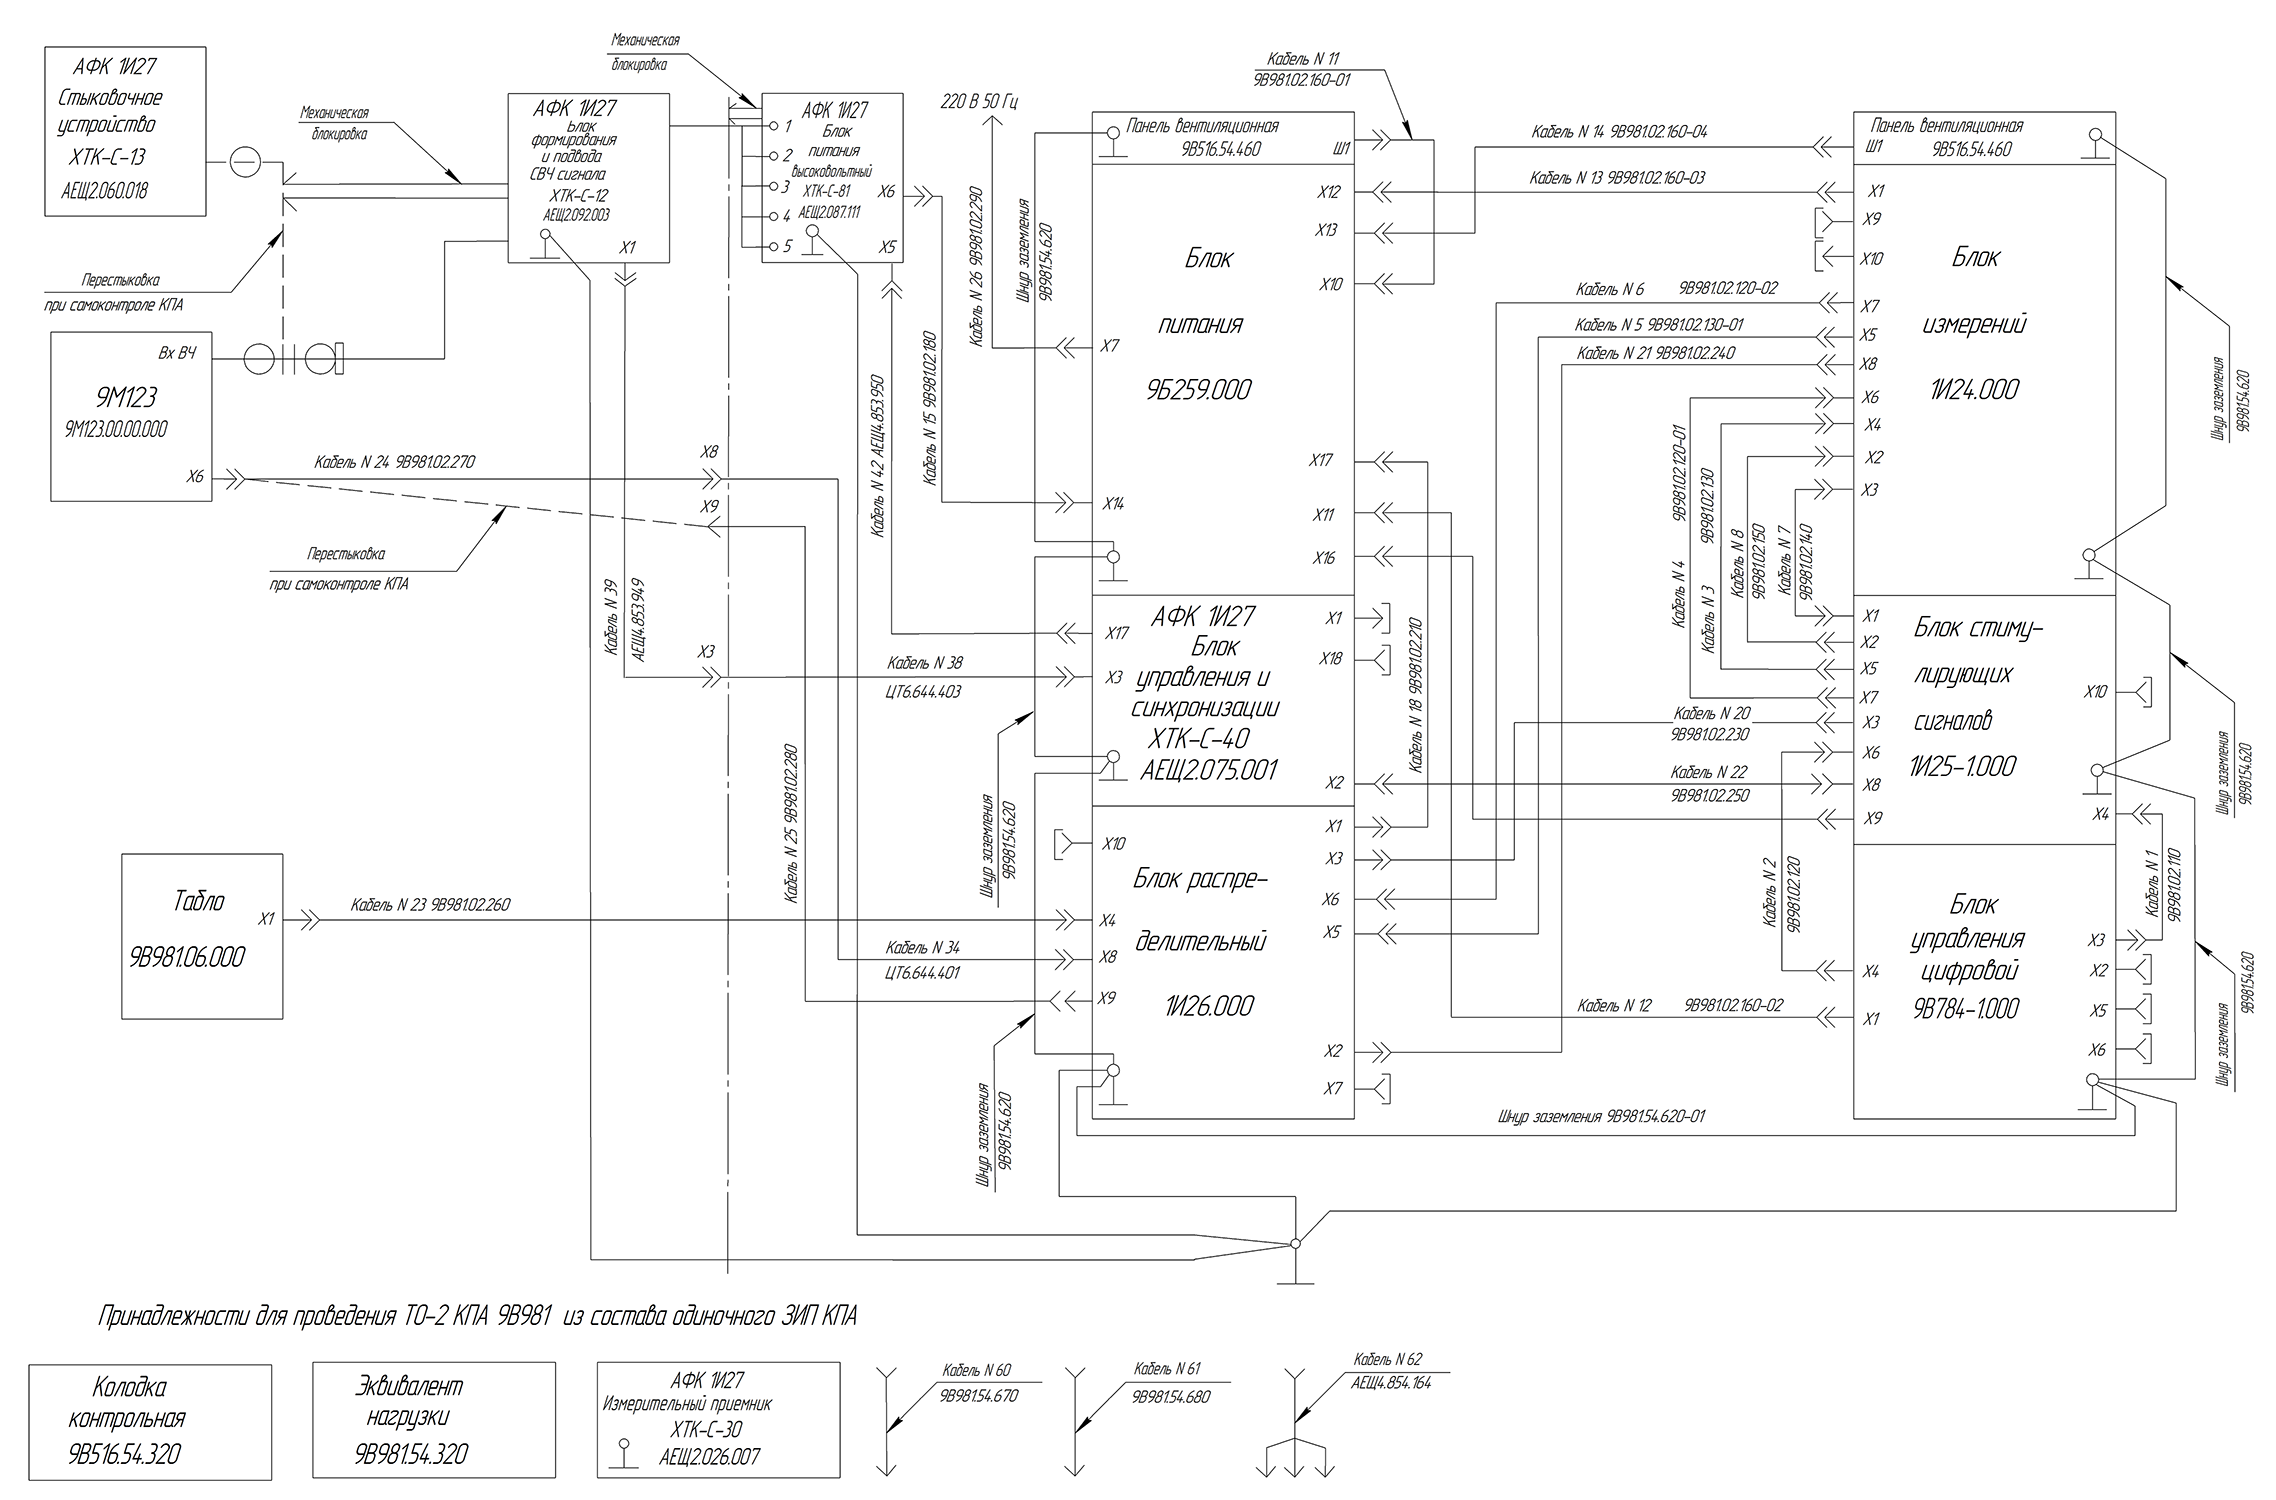 АФК 1И27
Стыковочное
устройство
ХТК-С-13
АЕЩ2.060.018
Механическая
блокировка
АФК 1И27
Блок
формирования
и подвода
СВЧ сигнала
ХТК-С-12
АЕЩ2.092.003
Х1
Механическая
блокировка
АФК 1И27
Блок
питания
высоковольтный
ХТК-С-81
АЕЩ2.087.111
1
2
3
4
5
Х6
Х5
220 В 50 Гц
Кабель N 26 9В981.02.290
Шнур заземления
9В981.54.620
Кабель N 11
9В981.02.160-01
Перестыковка
при самоконтроле КПА
Вх ВЧ
9М123
9М123.00.00.000
Х6
Кабель N 24 9В981.02.270
Х8
Х9
Перестыковка
при самоконтроле КПА
Кабель N 39
АЕЩ4.853.949
Х3
Кабель N 42 АЕЩ4.853.950
Кабель N 15 9В981.02.180
Кабель N 38
ЦТ6.644.403
Кабель N 25 9В981.02.280
Табло
9В981.06.000
Х1
Кабель N 23 9В981.02.260
Кабель N 34
ЦТ6.644.401
Шнур заземления
9В981.54.620
Шнур заземления
9В981.54.620
Панель вентиляционная
9В516.54.460
Ш1
Х12
Х13
Х10
Блок
питания
9Б259.000
Х7
Х14
Х17
Х11
Х16
АФК 1И27
Блок
управления и
синхронизации
ХТК-С-40
АЕЩ2.075.001
Х17
Х3
Х1
Х18
Х2
Блок распре-
делительный
1И26.000
Х10
Х4
Х8
Х9
Х1
Х3
Х6
Х5
Х2
Х7
Кабель N 18 9В981.02.210
Кабель N 14 9В981.02.160-04
Кабель N 13 9В981.02.160-03
Кабель N 6 9В981.02.120-02
Кабель N 5 9В981.02.130-01
Кабель N 21 9В981.02.240
Кабель N 4
9В981.02.120-01
Кабель N 3
9В981.02.130
Кабель N 8
9В981.02.150
Кабель N 7
9В981.02.140
Кабель N 20
9В981.02.230
Кабель N 22
9В981.02.250
Кабель N 2
9В981.02.120
Кабель N 12 9В981.02.160-02
Шнур заземления 9В981.54.620-01
Панель вентиляционная
Ш1
9В516.54.460
Х1
Х9
Х10
Х7
Х5
Х8
Х6
Х4
Х2
Х3
Блок
измерений
1И24.000
Х1
Х2
Х5
Х7
Х3
Х6
Х8
Х9
Блок стиму-
лирующих
сигналов
1И25-1.000
Х10
Х4
Блок
управления
цифровой
9В784-1.000
Х4
Х1
Х3
Х2
Х5
Х6
Кабель N 1
9В981.02.110
Шнур заземления
9В981.54.620
Шнур заземления
9В981.54.620
Шнур заземления
9В981.54.620
Принадлежности для проведения ТО-2 КПА 9В981 из состава одиночного ЗИП КПА
Колодка
контрольная
9В516.54.320
Эквивалент
нагрузки
9В981.54.320
АФК 1И27
Измерительный приемник
ХТК-С-30
АЕЩ2.026.007
Кабель N 60
9В981.54.670
Кабель N 61
9В981.54.680
Кабель N 62
АЕЩ4.854.164